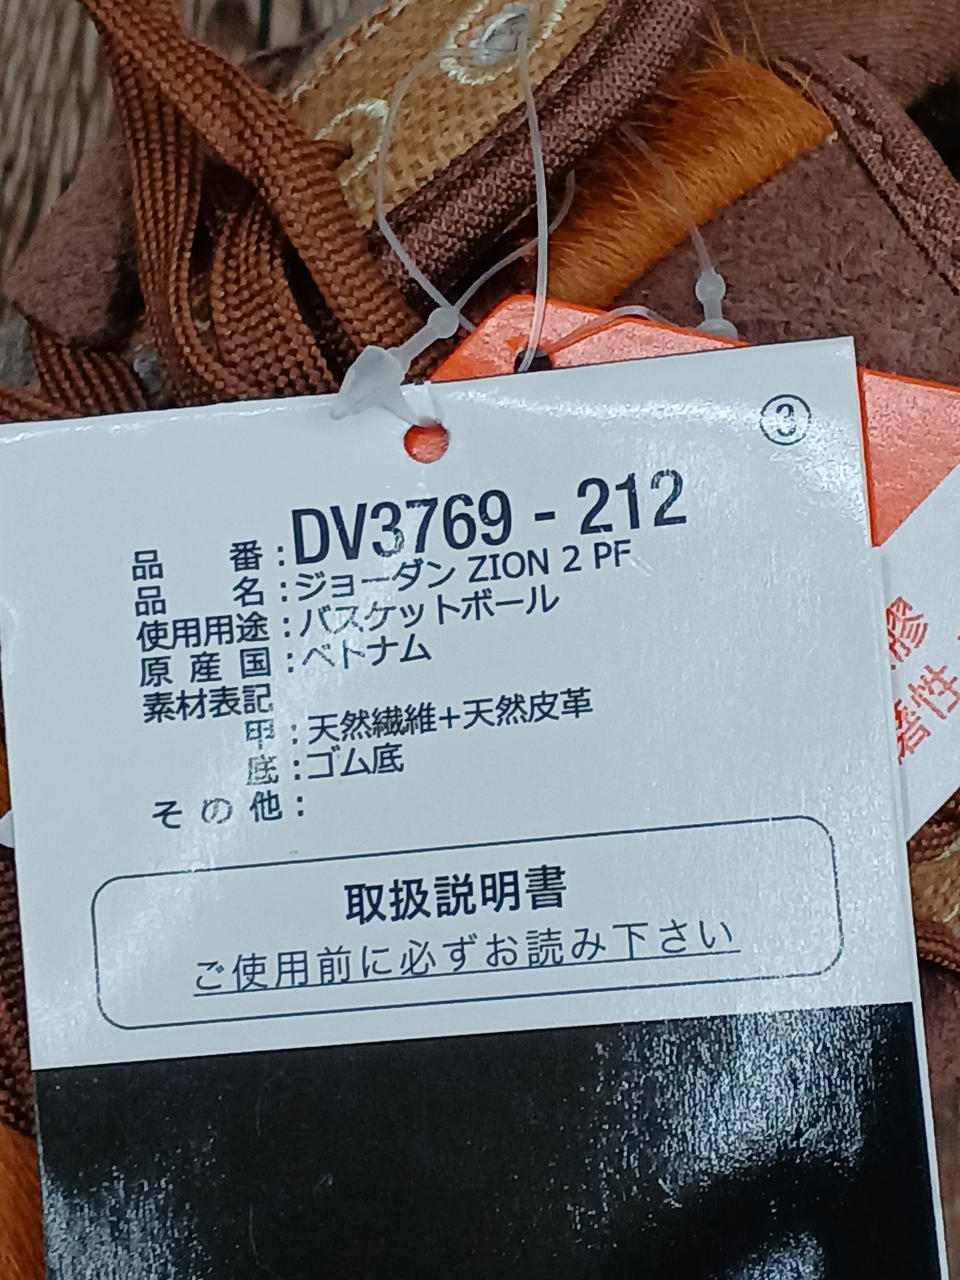 ③
品番:DV3769-212
品名:ジョーダン ZION 2 PF
使用用途:バスケットボール
原産国:ベトナム
素材表記
甲:天然繊維+天然皮革
底:ゴム底
その他:
取扱説明書
ご使用前に必ずお読み下さい
膠
磨性